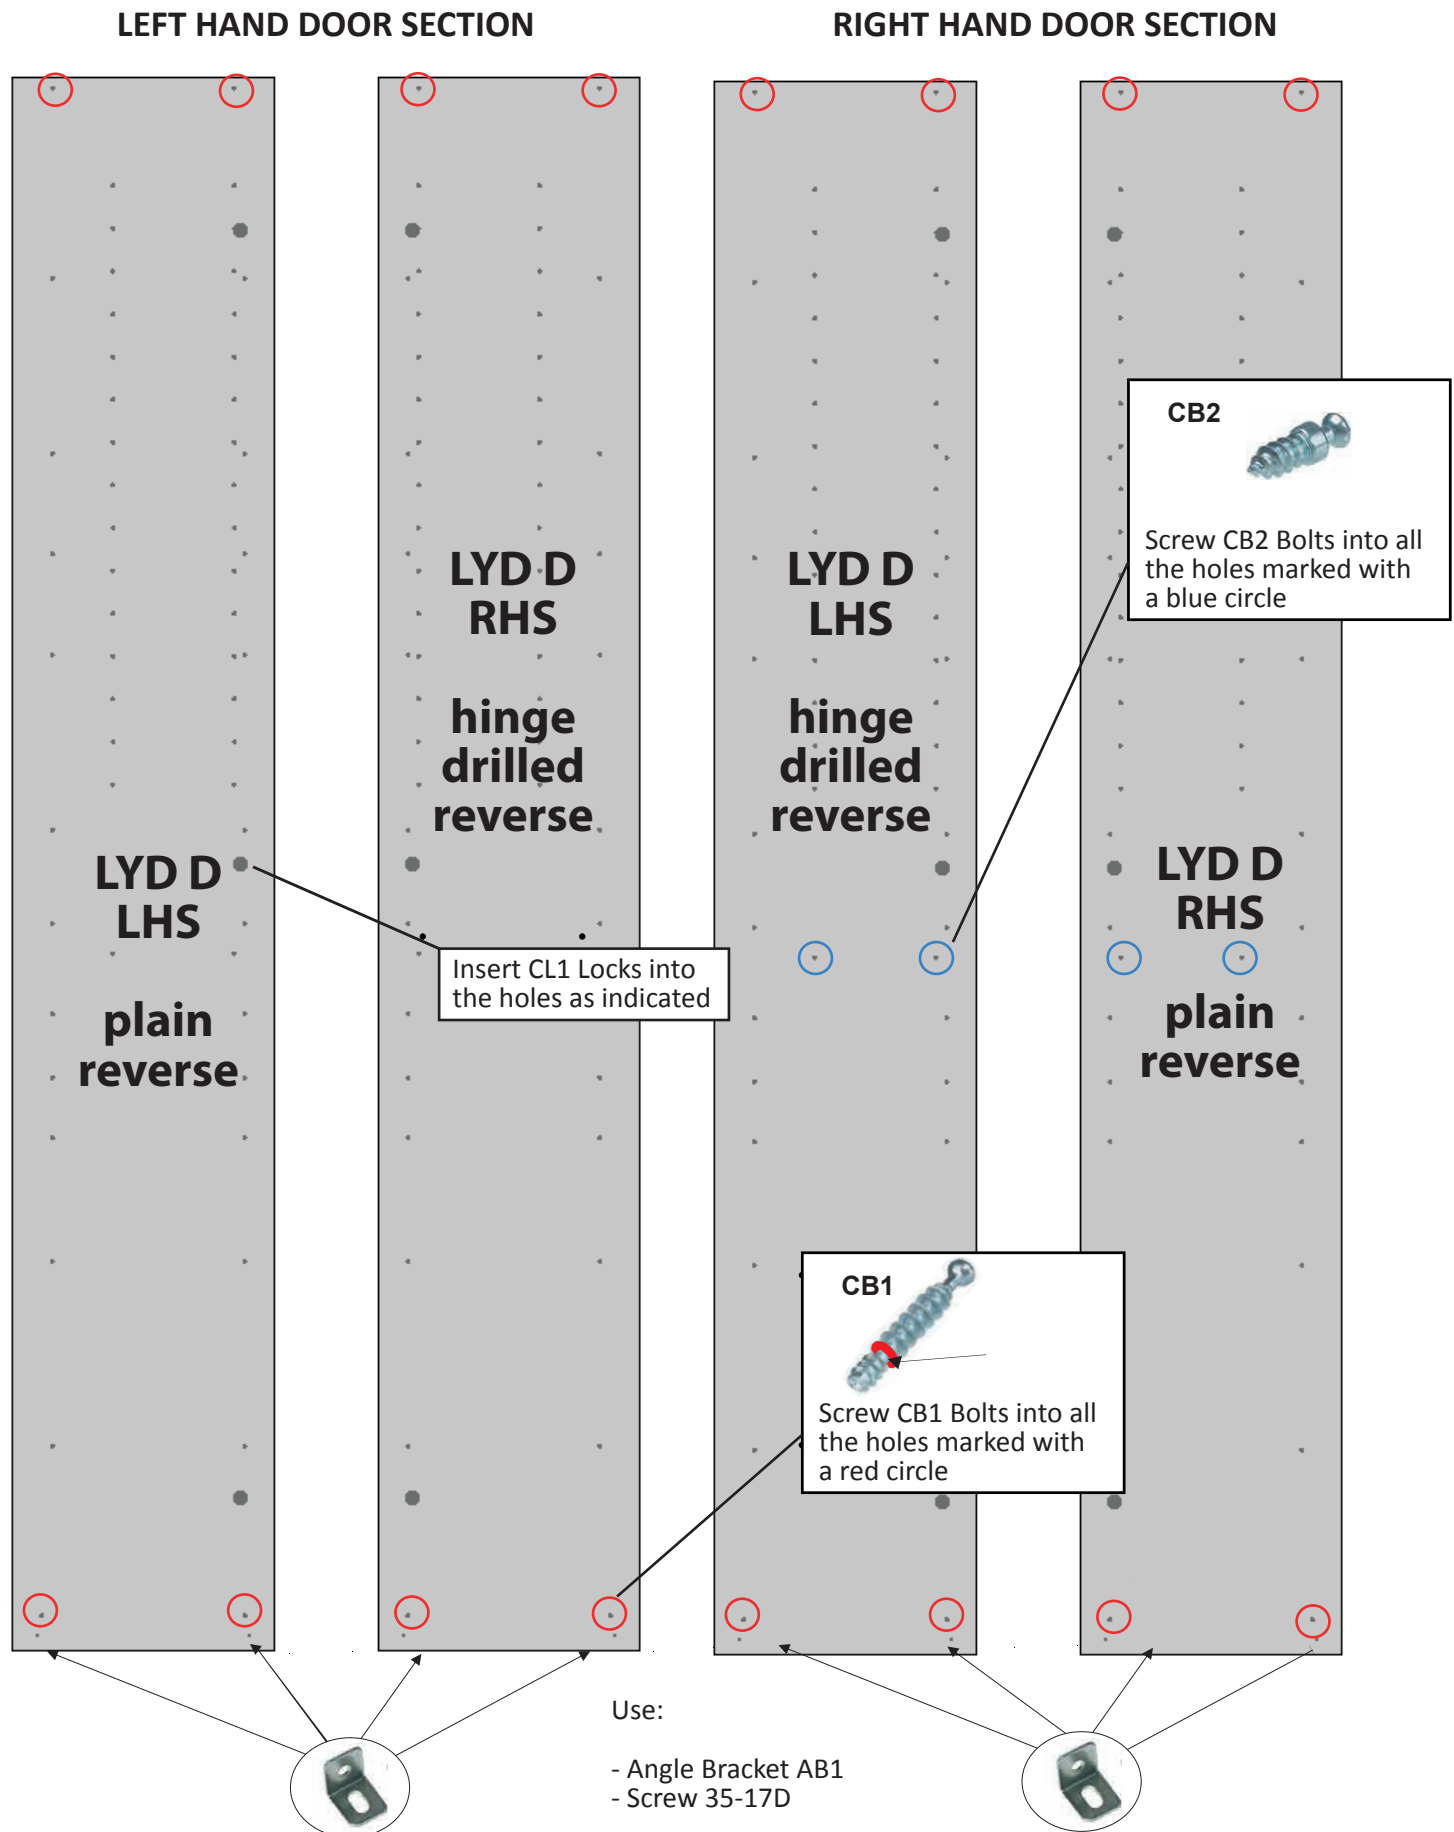 LEFT HAND DOOR SECTION
RIGHT HAND DOOR SECTION
CB2
Screw CB2 Bolts into all
the holes marked with
a blue circle
LYD D
RHS
hinge
drilled
reverse
LYD D
LHS
hinge
drilled
reverse
LYD D
LHS
plain
reverse
LYD D
RHS
plain
reverse
Insert CL1 Locks into
the holes as indicated
CB1
Screw CB1 Bolts into all
the holes marked with
a red circle
Use:
- Angle Bracket AB1
- Screw 35-17D